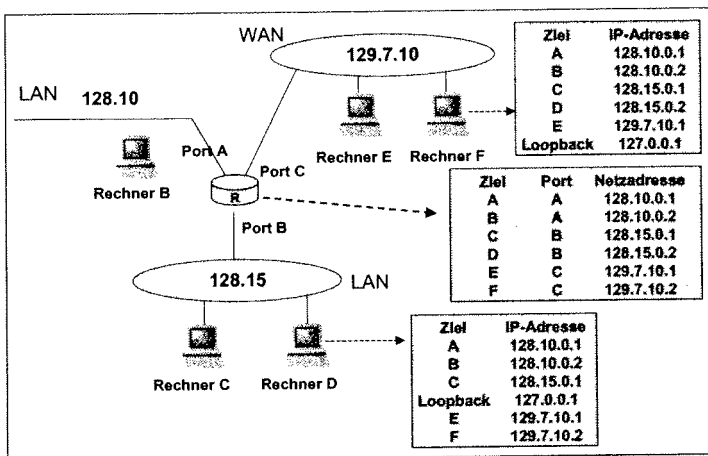 WAN
129.7.10
LAN 128.10
Rechner B
Port A
Port C
Rechner E
Rechner F
R
Port B
128.15
LAN
Rechner C
Rechner D
Ziel IP-Adresse
A 128.10.0.1
B 128.10.0.2
C 128.15.0.1
D 128.15.0.2
E 129.7.10.1
Loopback 127.0.0.1
Ziel Port Netzadresse
A A 128.10.0.1
B A 128.10.0.2
C B 128.15.0.1
D B 128.15.0.2
E C 129.7.10.1
F C 129.7.10.2
Ziel IP-Adresse
A 128.10.0.1
B 128.10.0.2
C 128.15.0.1
Loopback 127.0.0.1
E 129.7.10.1
F 129.7.10.2